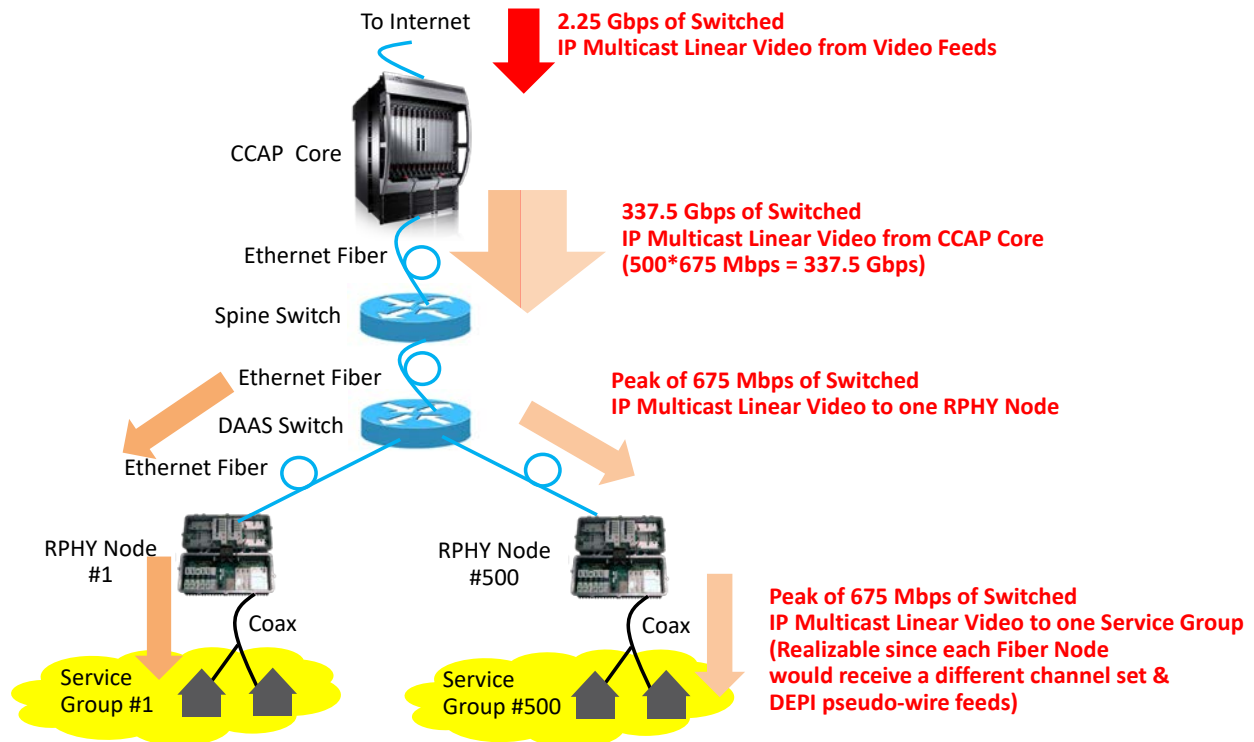 To Internet
2.25 Gbps of Switched
IP Multicast Linear Video from Video Feeds
CCAP Core
337.5 Gbps of Switched
IP Multicast Linear Video from CCAP Core
(500*675 Mbps = 337.5 Gbps)
Ethernet Fiber
Spine Switch
Ethernet Fiber
Peak of 675 Mbps of Switched
IP Multicast Linear Video to one RPHY Node
DAAS Switch
Ethernet Fiber
RPHY Node
#1
RPHY Node
#500
Coax
Coax
Peak of 675 Mbps of Switched
IP Multicast Linear Video to one Service Group
(Realizable since each Fiber Node
would receive a different channel set &
DEPI pseudo-wire feeds)
Service
Group #1
Service
Group #500